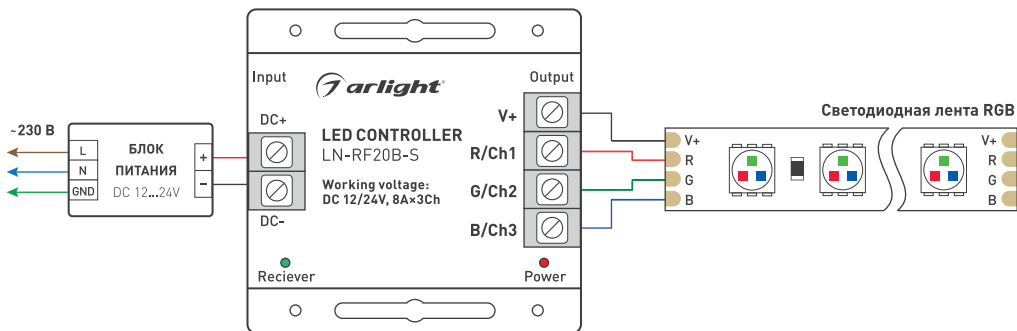 ~230 В
L
N
GND
БЛОК
ПИТАНИЯ
DC 12...24V
+
−
Input
DC+
DC-
arlight®
LED CONTROLLER
LN-RF20B-S
Working voltage:
DC 12/24V, 8A×3Ch
Reciever
Output
V+
R/Ch1
G/Ch2
B/Ch3
Power
Светодиодная лента RGB
V+
R
G
B
V+
R
G
B